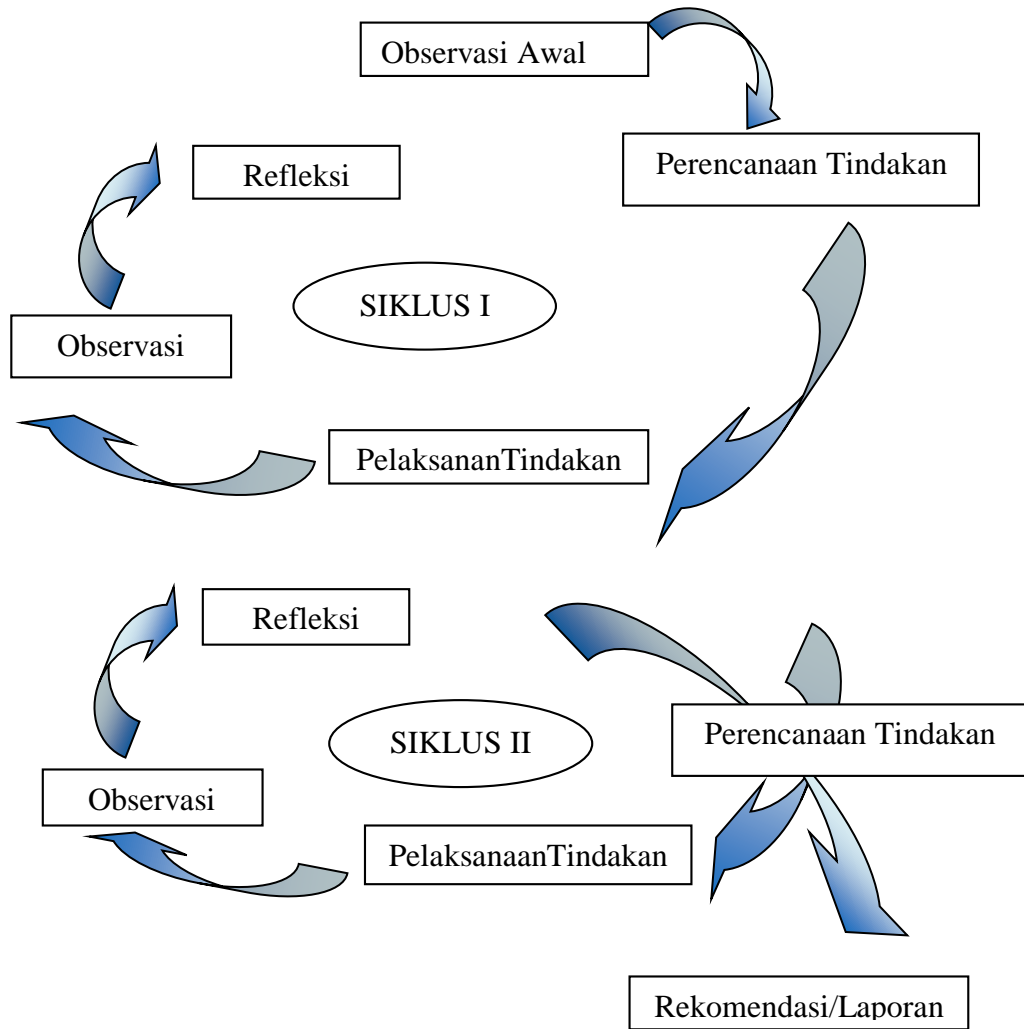 Observasi Awal
Perencanaan Tindakan
Refleksi
SIKLUS I
Observasi
PelaksananTindakan
Refleksi
Perencanaan Tindakan
SIKLUS II
Observasi
PelaksanaanTindakan
Rekomendasi/Laporan